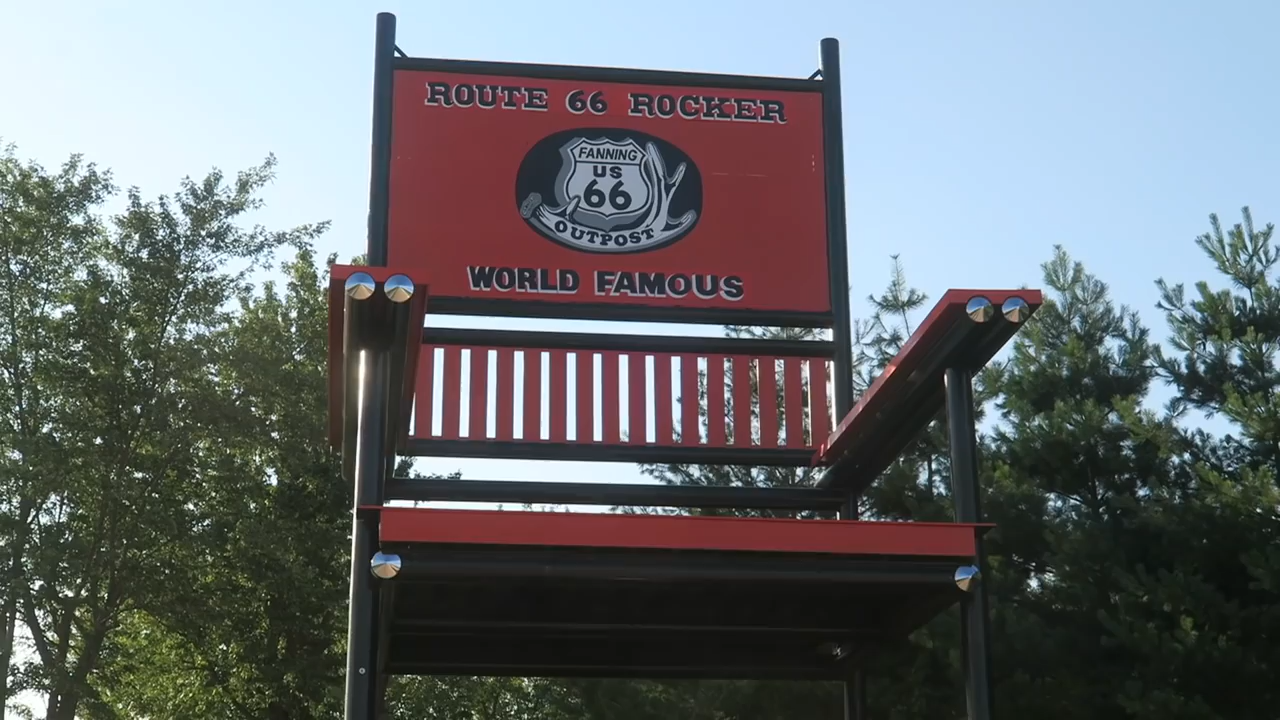 ROUTE 66 ROCKER
FANNING
US
66
OUTPOST
WORLD FAMOUS